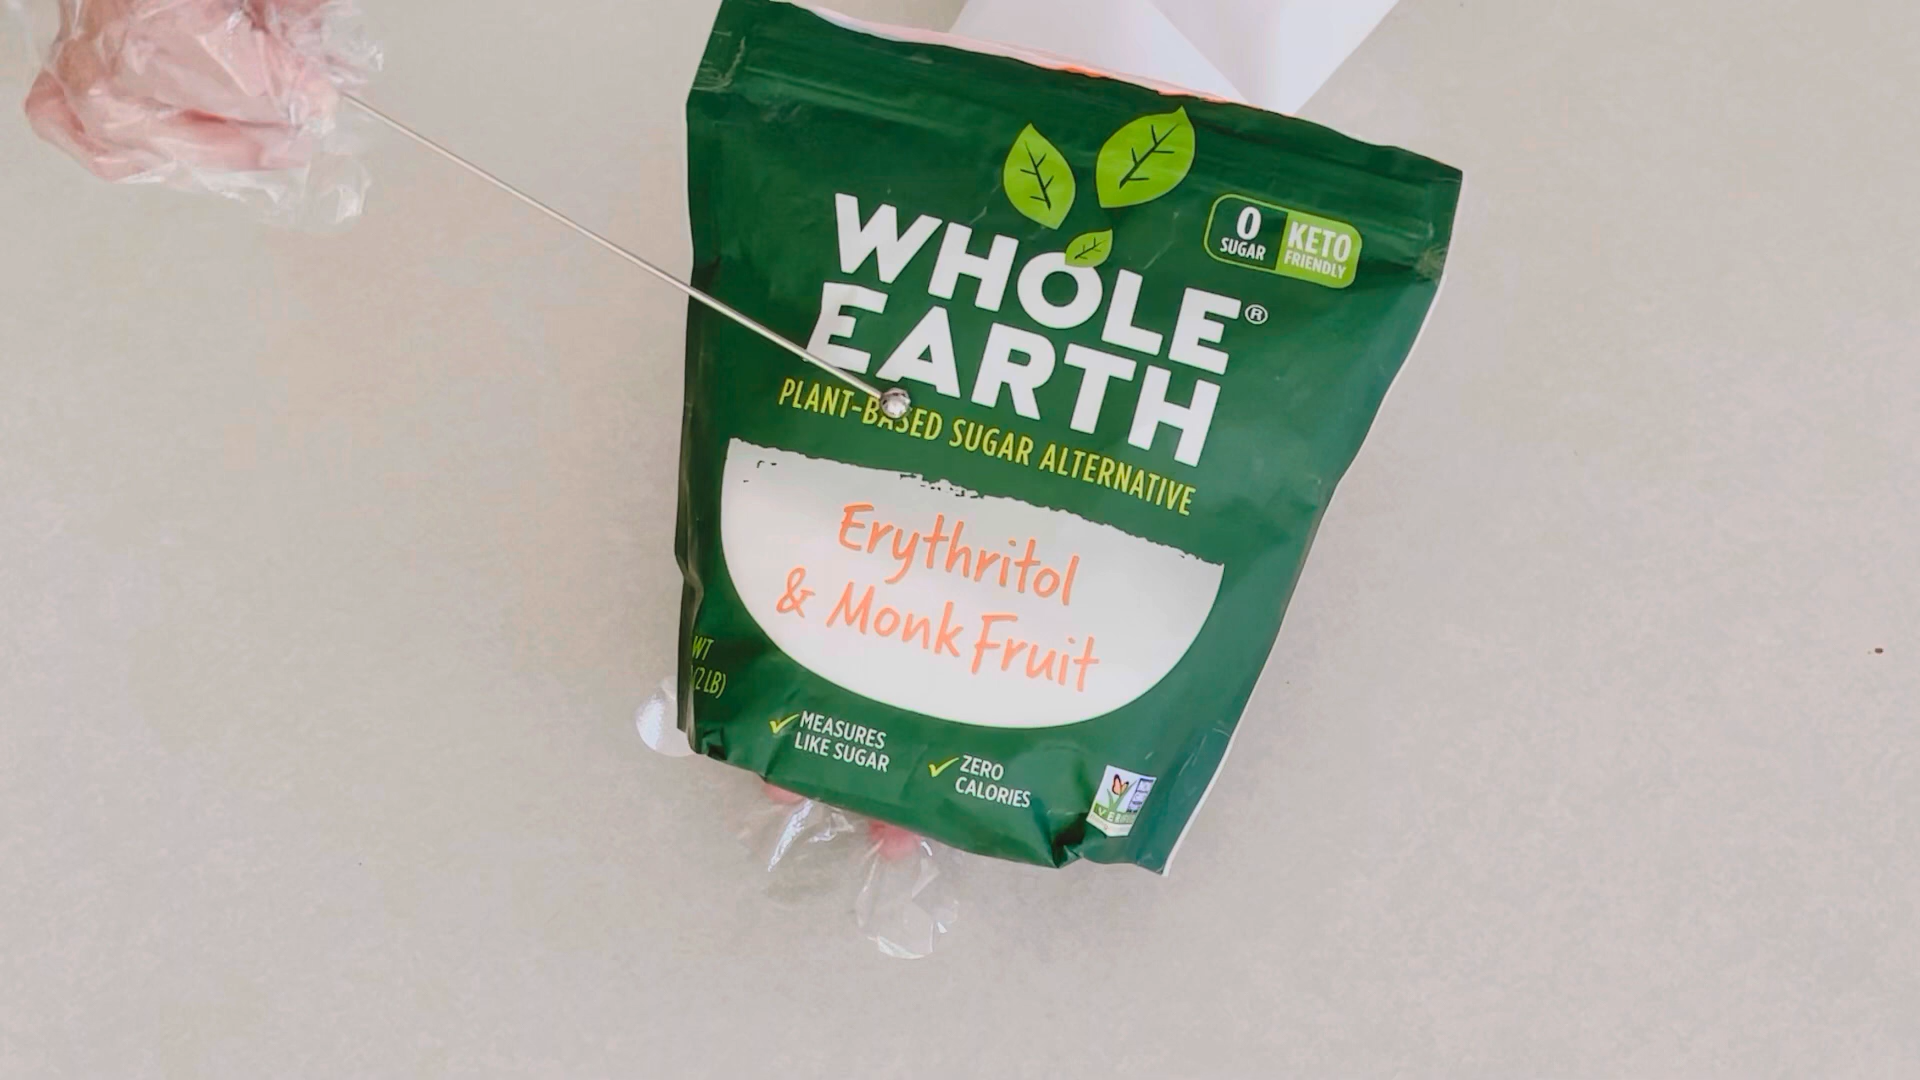 0
SUGAR
KETO
FRIENDLY
WHOLE®
EARTH
PLANT-BASED SUGAR ALTERNATIVE
Erythritol
& Monk Fruit
WT
(2 LB)
MEASURES
LIKE SUGAR
ZERO
CALORIES